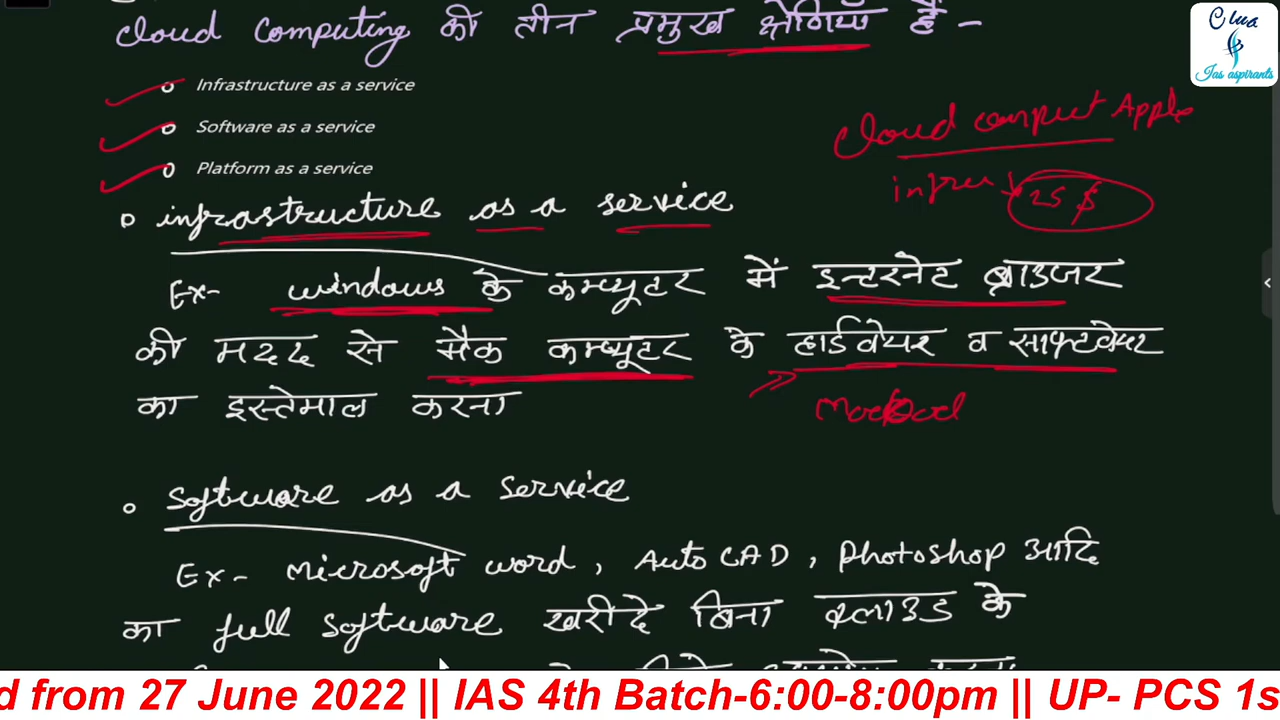 Cloud Computing की तीन प्रमुख श्रेणियाँ हैं -
Infrastructure as a service
Software as a service
Platform as a service
Cloud comput Apple
infra
25 $
infrastructure as a service
Ex- windows के कम्प्यूटर में इन्टरनेट ब्राउजर
की मदद से मैक कम्प्यूटर के हार्डवेयर व साफ्टवेयर
का इस्तेमाल करना
Software as a service
Ex- Microsoft word, Auto CAD, Photoshop आदि
का full software खरीदे बिना क्लाउड के
Clua
Ias aspirants
d from 27 June 2022 || IAS 4th Batch-6:00-8:00pm || UP- PCS 1s